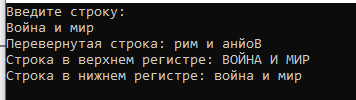 Введите строку:
Война и мир
Перевернутая строка: рим и анйоВ
Строка в верхнем регистре: ВОЙНА И МИР
Строка в нижнем регистре: война и мир